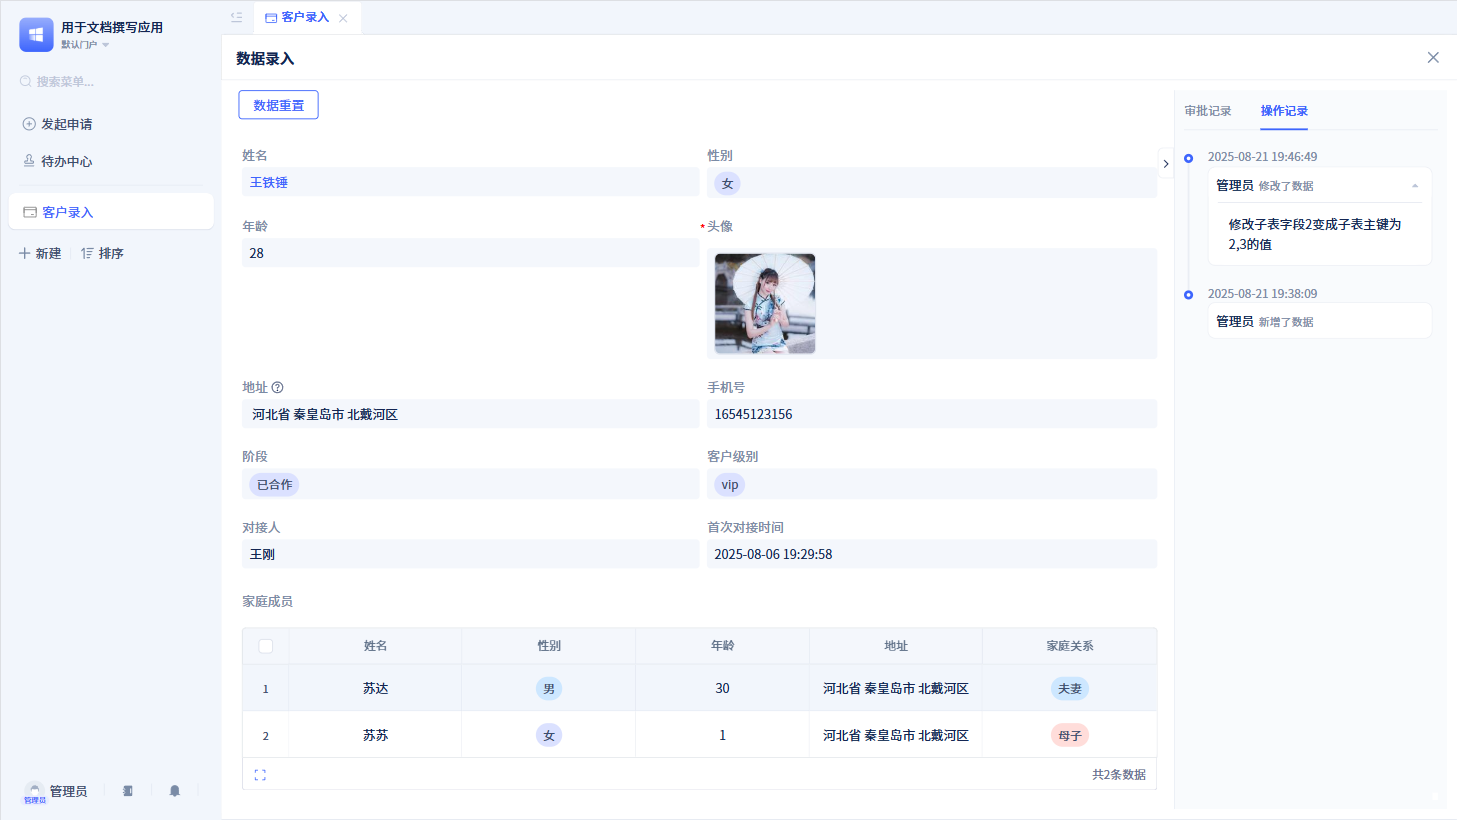 用于文档撰写应用
默认门户
搜索菜单...
发起申请
待办中心
客户录入
新建
排序
管理员
管理员
客户录入
数据录入
数据重置
姓名
王铁锤
性别
女
年龄
28
*头像
地址
河北省 秦皇岛市 北戴河区
手机号
16545123156
阶段
已合作
客户级别
vip
对接人
王刚
首次对接时间
2025-08-06 19:29:58
家庭成员
姓名 性别 年龄 地址 家庭关系
1 苏达 男 30 河北省 秦皇岛市 北戴河区 夫妻
2 苏苏 女 1 河北省 秦皇岛市 北戴河区 母子
共2条数据
审批记录 操作记录
2025-08-21 19:46:49
管理员 修改了数据
修改子表字段2变成子表主键为
2,3的值
2025-08-21 19:38:09
管理员 新增了数据